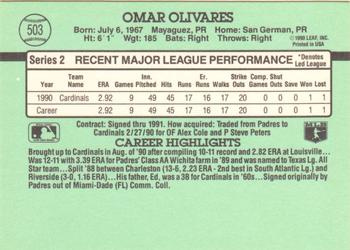 503
OMAR OLIVARES
Born: July 6, 1967 Mayaguez, PR Home: San German, PR
Ht: 6' 1" Wgt: 185 Bats: Right Throws: Right
© 1990 LEAF, INC.
Printed in USA
Series 2 RECENT MAJOR LEAGUE PERFORMANCE *Denotes Led League
Year Team Name ERA Games Innings Pitched Hits Earned Runs Walks Strike Outs Comp. Games Shut Outs Saves Won Lost
1990 Cardinals 2.92 9 49 45 16 17 20 0 0 0 1 1
Career 2.92 9 49 45 16 17 20 0 0 0 1 1
Contract: Signed thru 1991. How acquired: Traded from Padres to
Cardinals 2/27/90 for OF Alex Cole and P Steve Peters
CAREER HIGHLIGHTS
MLB
Brought up to Cardinals in Aug. of '90 after compiling 10-11 record and 2.82 ERA at Louisville...
Was 12-11 with 3.39 ERA for Padres' Class AA Wichita farm in '89 and was named to Texas Lg. All
Star team...Split '88 between Charleston (13-6, 2.23 ERA - 2nd best in South Atlantic Lg.) and
Riverside (3-0, 1.16 ERA)...His father, Ed, was a 3B for Cardinals in '60s...Signed originally by
Padres out of Miami-Dade (FL) Comm. Coll.